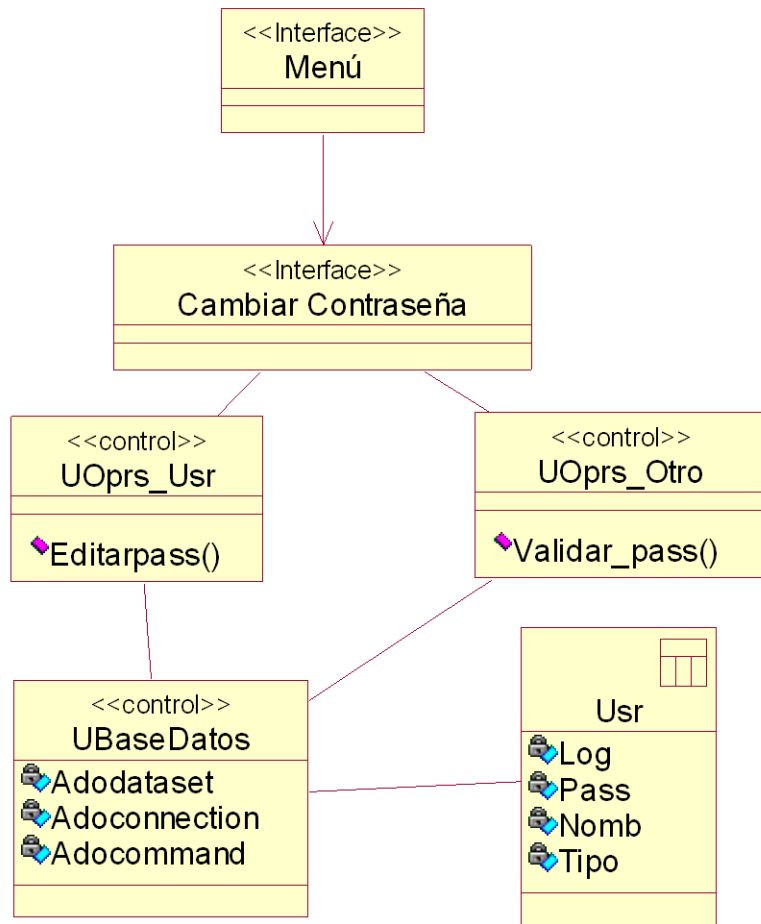 <<Interface>>
Menú
<<Interface>>
Cambiar Contraseña
<<control>>
UOprs_Usr
Editarpass()
<<control>>
UOprs_Otro
Validar_pass()
<<control>>
UBaseDatos
Adodataset
Adoconnection
Adocommand
Usr
Log
Pass
Nomb
Tipo